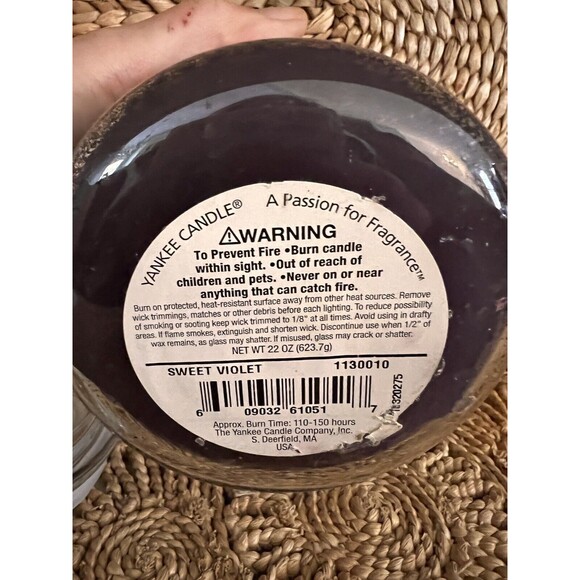 YANKEE CANDLE® A Passion for Fragrance™
⚠WARNING
To Prevent Fire •Burn candle
within sight. •Out of reach of
children and pets. •Never on or near
anything that can catch fire.
Burn on protected, heat-resistant surface away from other heat sources. Remove
wick trimmings, matches or other debris before each lighting. To reduce possibility
of smoking or sooting keep wick trimmed to 1/8" at all times. Avoid using in drafty
areas. If flame smokes, extinguish and shorten wick. Discontinue use when 1/2" of
wax remains, as glass may shatter. If misused, glass may crack or shatter.
NET WT 22 OZ (623.7g)
SWEET VIOLET 1130010
6 09032 61051 7
Approx. Burn Time: 110-150 hours
The Yankee Candle Company, Inc.
S. Deerfield, MA
USA